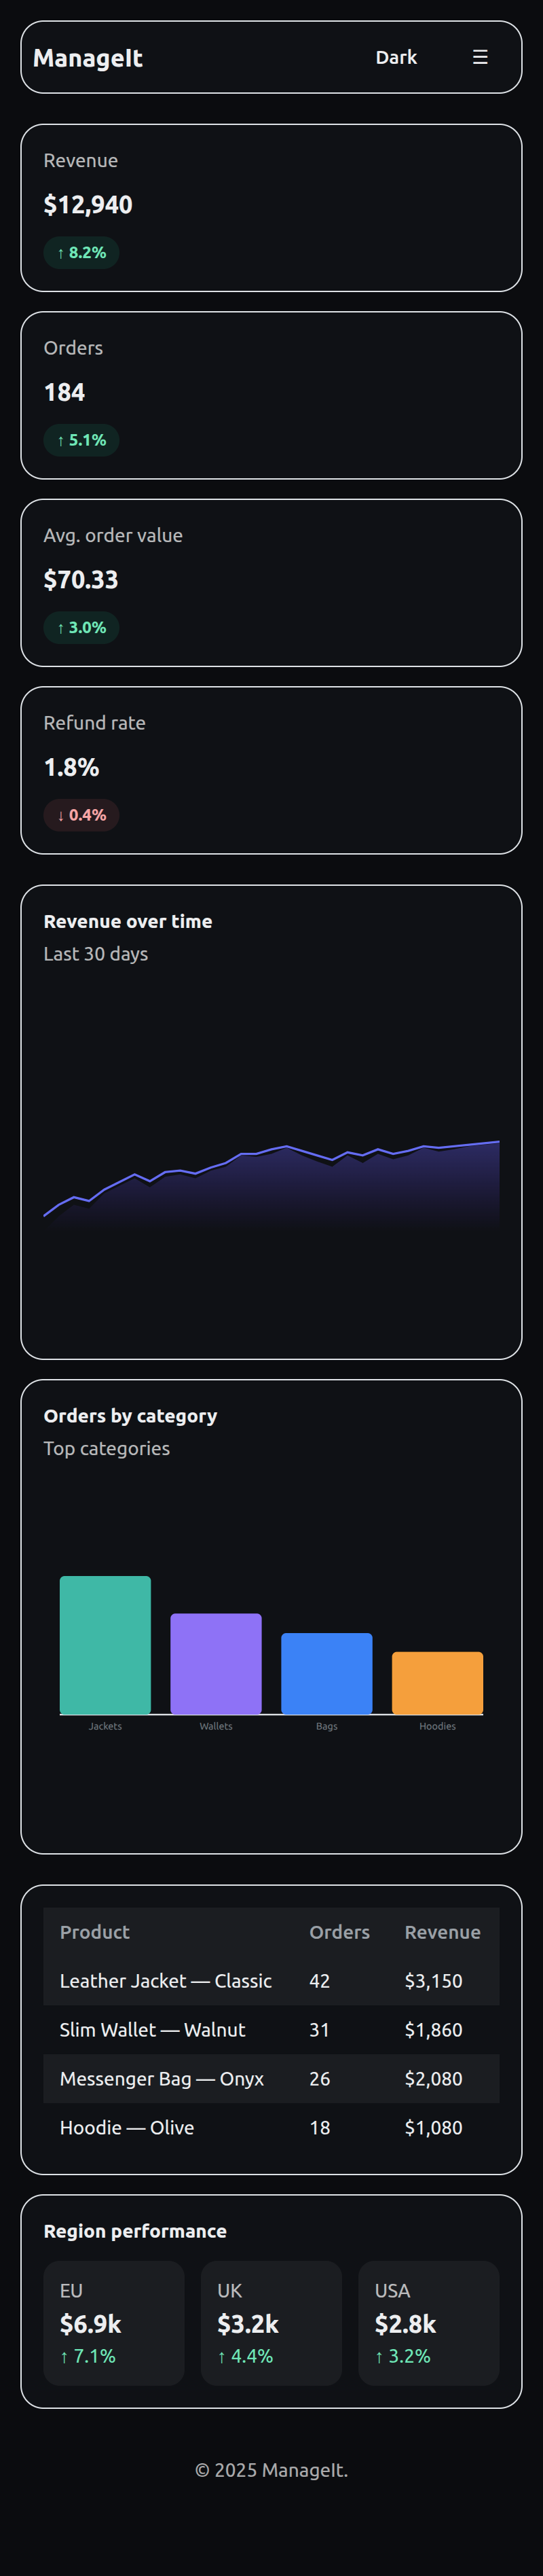 ManageIt
Dark ☰
Revenue
$12,940
↑ 8.2%
Orders
184
↑ 5.1%
Avg. order value
$70.33
↑ 3.0%
Refund rate
1.8%
↓ 0.4%
Revenue over time
Last 30 days
Orders by category
Top categories
Jackets Wallets Bags Hoodies
Product Orders Revenue
Leather Jacket — Classic 42 $3,150
Slim Wallet — Walnut 31 $1,860
Messenger Bag — Onyx 26 $2,080
Hoodie — Olive 18 $1,080
Region performance
EU UK USA
$6.9k $3.2k $2.8k
↑ 7.1% ↑ 4.4% ↑ 3.2%
© 2025 ManageIt.